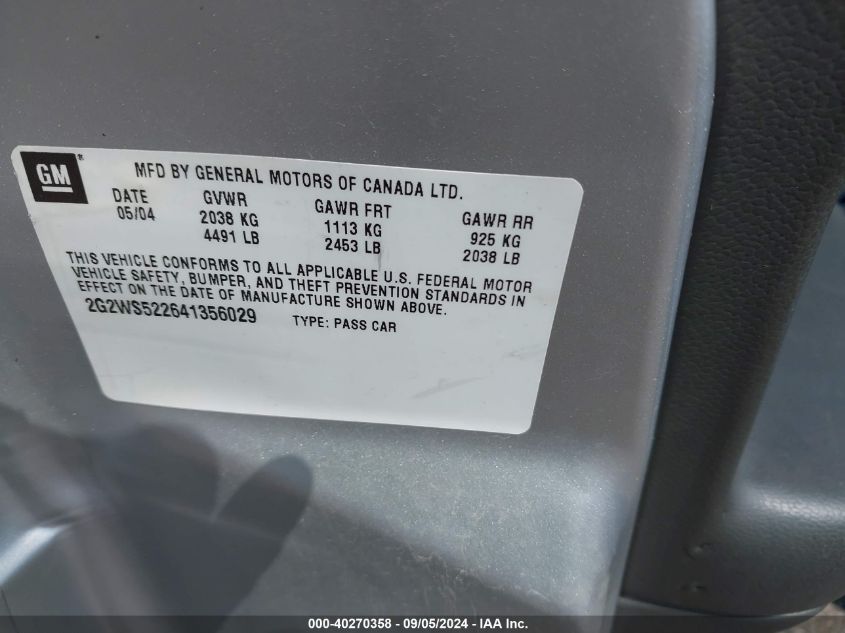 GM ® MFD BY GENERAL MOTORS OF CANADA LTD.
DATE GVWR GAWR FRT GAWR RR
05/04 2038 KG 1113 KG 925 KG
4491 LB 2453 LB 2038 LB
THIS VEHICLE CONFORMS TO ALL APPLICABLE U.S. FEDERAL MOTOR
VEHICLE SAFETY, BUMPER, AND THEFT PREVENTION STANDARDS IN
EFFECT ON THE DATE OF MANUFACTURE SHOWN ABOVE.
2G2WS522641356029 TYPE: PASS CAR
000-40270358 - 09/05/2024 - IAA Inc.